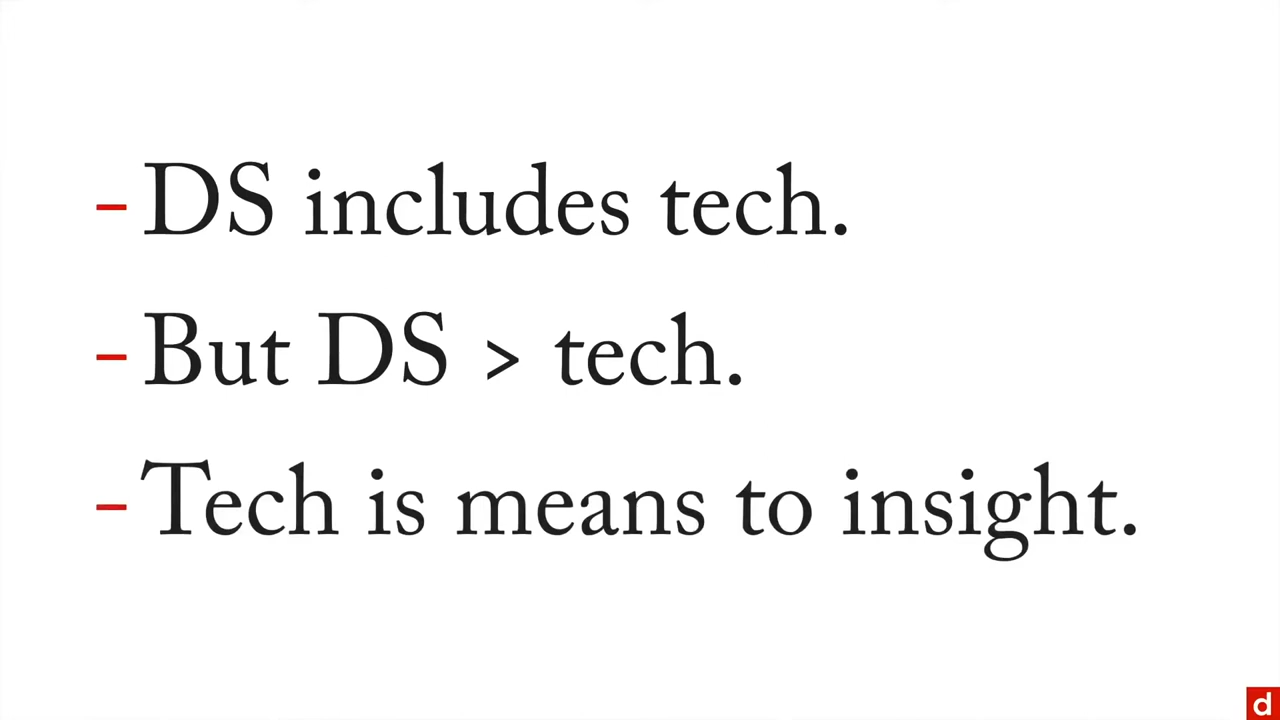 – DS includes tech.
– But DS > tech.
– Tech is means to insight.
d